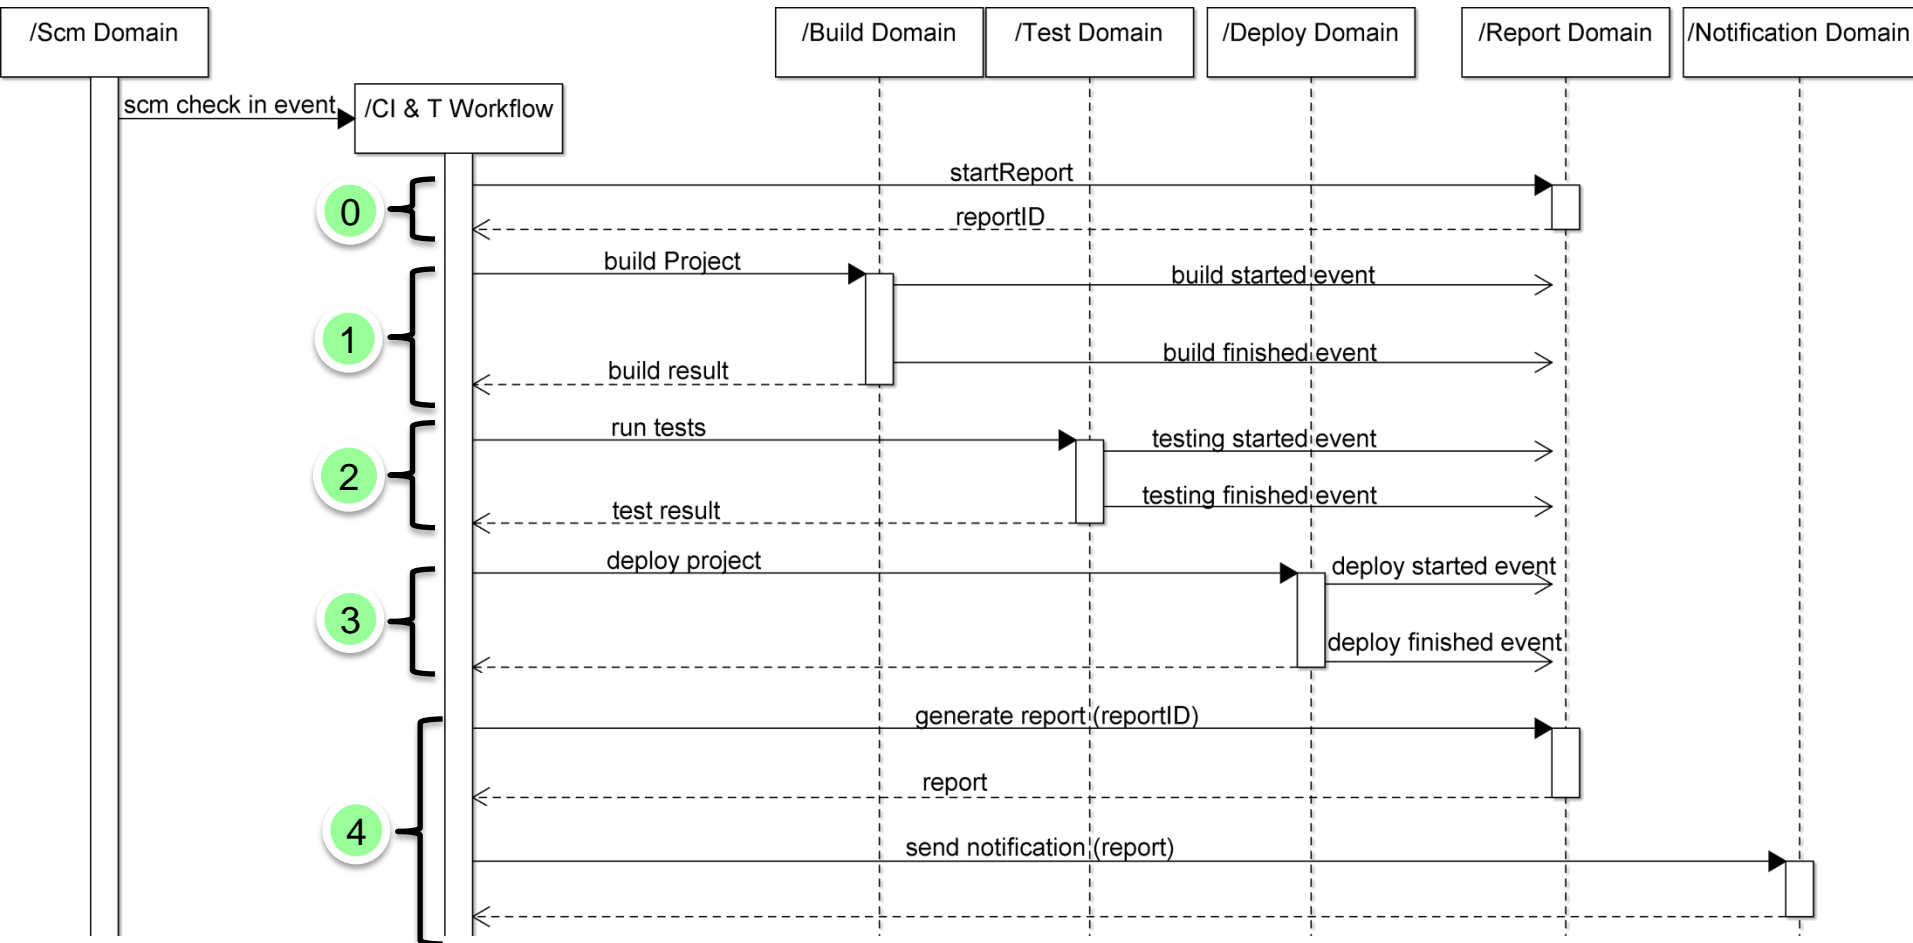 /Scm Domain
/Build Domain
/Test Domain
/Deploy Domain
/Report Domain
/Notification Domain
scm check in event
/CI & T Workflow
startReport
0
reportID
build Project
build started event
1
build finished event
build result
run tests
testing started event
2
testing finished event
test result
deploy project
deploy started event
3
deploy finished event
generate report (reportID)
report
4
send notification (report)